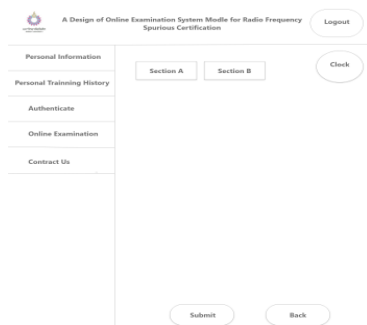 A Design of Online Examination System Modle for Radio Frequency
Spurious Certification
Logout
Personal Information
Personal Trainning History
Authenticate
Online Examination
Contract Us
Section A
Section B
Clock
Submit
Back